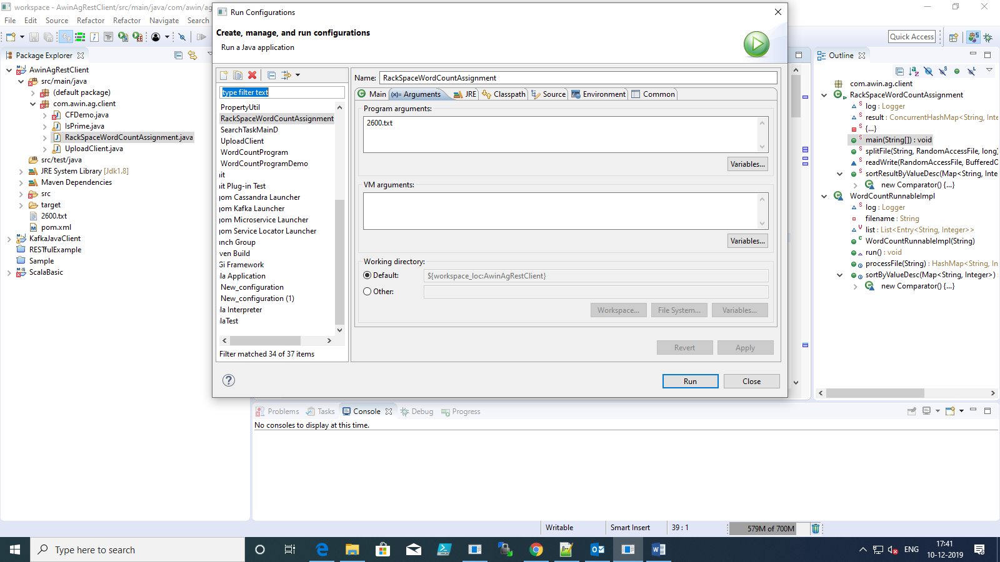 workspace - AwinAgRestClient/src/main/java/com/awin/ag
File Edit Source Refactor Refactor Navigate Search
Quick Access
Package Explorer
AwinAgRestClient
src/main/java
(default package)
com.awin.ag.client
CFDemo.java
IsPrime.java
RackSpaceWordCountAssignment.java
UploadClient.java
src/test/java
JRE System Library [Jdk1.8]
Maven Dependencies
src
target
2600.txt
pom.xml
KafkaJavaClient
RESTfulExample
Sample
ScalaBasic
Run Configurations
Create, manage, and run configurations
Run a Java application
type filter text
PropertyUtil
RackSpaceWordCountAssignment
SearchTaskMainD
UploadClient
WordCountProgram
WordCountProgramDemo
it
it Plug-in Test
om Cassandra Launcher
om Kafka Launcher
om Microservice Launcher
om Service Locator Launcher
nch Group
ven Build
Gi Framework
la Application
New_configuration
New_configuration (1)
la Interpreter
laTest
Filter matched 34 of 37 items
Name: RackSpaceWordCountAssignment
Main (x)= Arguments JRE Classpath Source Environment Common
Program arguments:
2600.txt
Variables...
VM arguments:
Variables...
Working directory:
Default: ${workspace_loc:AwinAgRestClient}
Other:
Workspace... File System... Variables...
Revert Apply
Run Close
Outline
com.awin.ag.client
RackSpaceWordCountAssignment
log : Logger
result : ConcurrentHashMap<String, Inte
{...}
main(String[]) : void
splitFile(String, RandomAccessFile, long)
readWrite(RandomAccessFile, BufferedO
sortResultByValueDesc(Map<String, Inte
new Comparator() {...}
WordCountRunnableImpl
log : Logger
filename : String
list : List<Entry<String, Integer>>
WordCountRunnableImpl(String)
run() : void
processFile(String) : HashMap<String, In
sortByValueDesc(Map<String, Integer>) :
new Comparator() {...}
Problems Tasks Console Debug Progress
No consoles to display at this time.
Writable Smart Insert 39 : 1 579M of 700M
Type here to search
ENG
17:41
10-12-2019